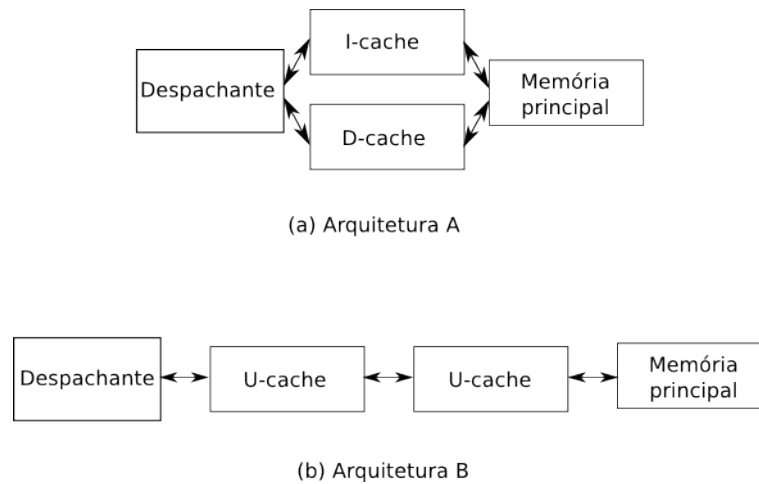 I-cache
Despachante
Memória
principal
D-cache
(a) Arquitetura A
Despachante
U-cache
U-cache
Memória
principal
(b) Arquitetura B